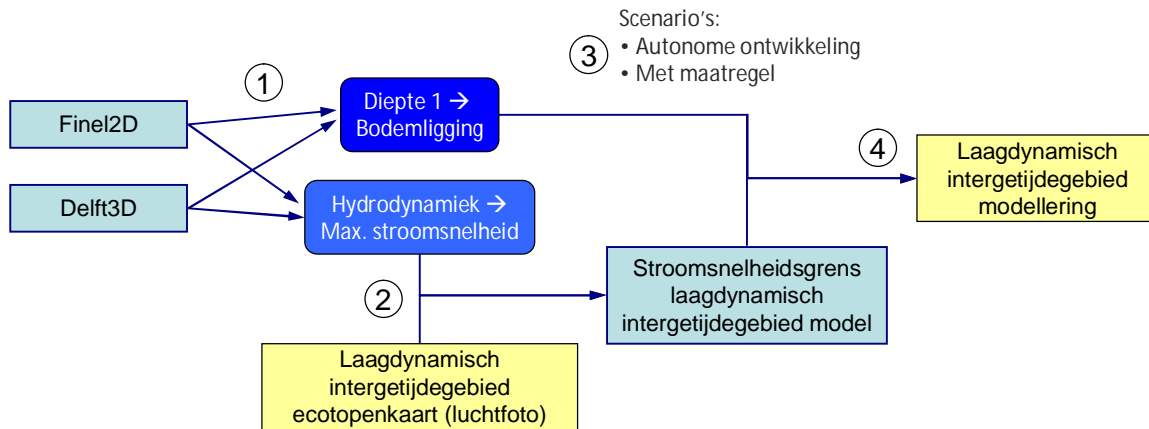 Scenario's:
③
• Autonome ontwikkeling
• Met maatregel
①
Finel2D
Diepte 1 →
Bodemligging
④
Laagdynamisch
intergetijdegebied
modellering
Delft3D
Hydrodynamiek →
Max. stroomsnelheid
②
Stroomsnelheidsgrens
laagdynamisch
intergetijdegebied model
Laagdynamisch
intergetijdegebied
ecotopenkaart (luchtfoto)